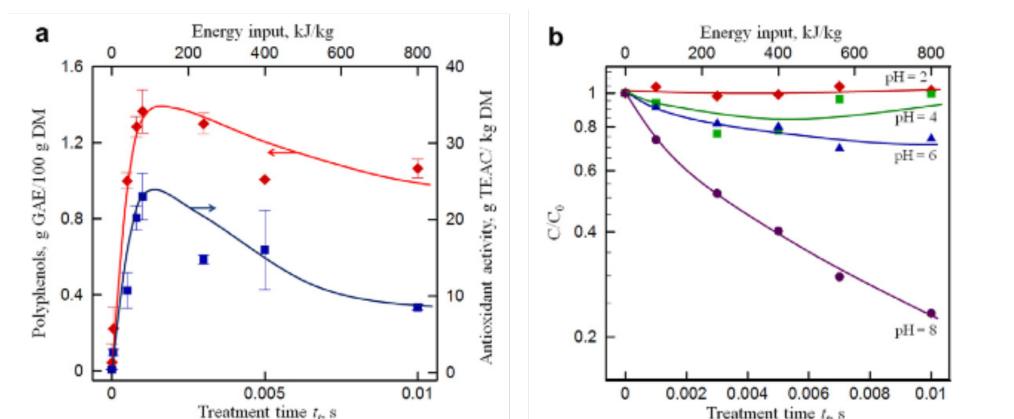 a
Energy input, kJ/kg
0 200 400 600 800
1.6
1.2
0.8
0.4
0
Polyphenols, g GAE/100 g DM
40
30
20
10
0
Antioxidant activity, g TEAC/ kg DM
0 0.005 0.01
Treatment time t, s
b
Energy input, kJ/kg
0 200 400 600 800
1
0.8
0.6
0.4
0.2
C/C0
pH = 2
pH = 4
pH = 6
pH = 8
0 0.002 0.004 0.006 0.008 0.01
Treatment time t, s